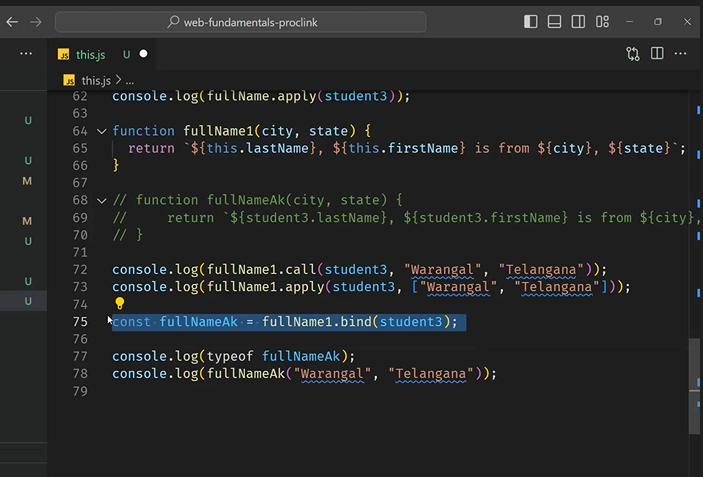 web-fundamentals-proclink
JS this.js U
JS this.js > ...
62 console.log(fullName.apply(student3));
63
64 function fullName1(city, state) {
65 return `${this.lastName}, ${this.firstName} is from ${city}, ${state}`;
66 }
67
68 // function fullNameAk(city, state) {
69 //     return `${student3.lastName}, ${student3.firstName} is from ${city},
70 // }
71
72 console.log(fullName1.call(student3, "Warangal", "Telangana"));
73 console.log(fullName1.apply(student3, ["Warangal", "Telangana"]));
74
75 const fullNameAk = fullName1.bind(student3);
76
77 console.log(typeof fullNameAk);
78 console.log(fullNameAk("Warangal", "Telangana"));
79
U
U
M
M
U
U
U